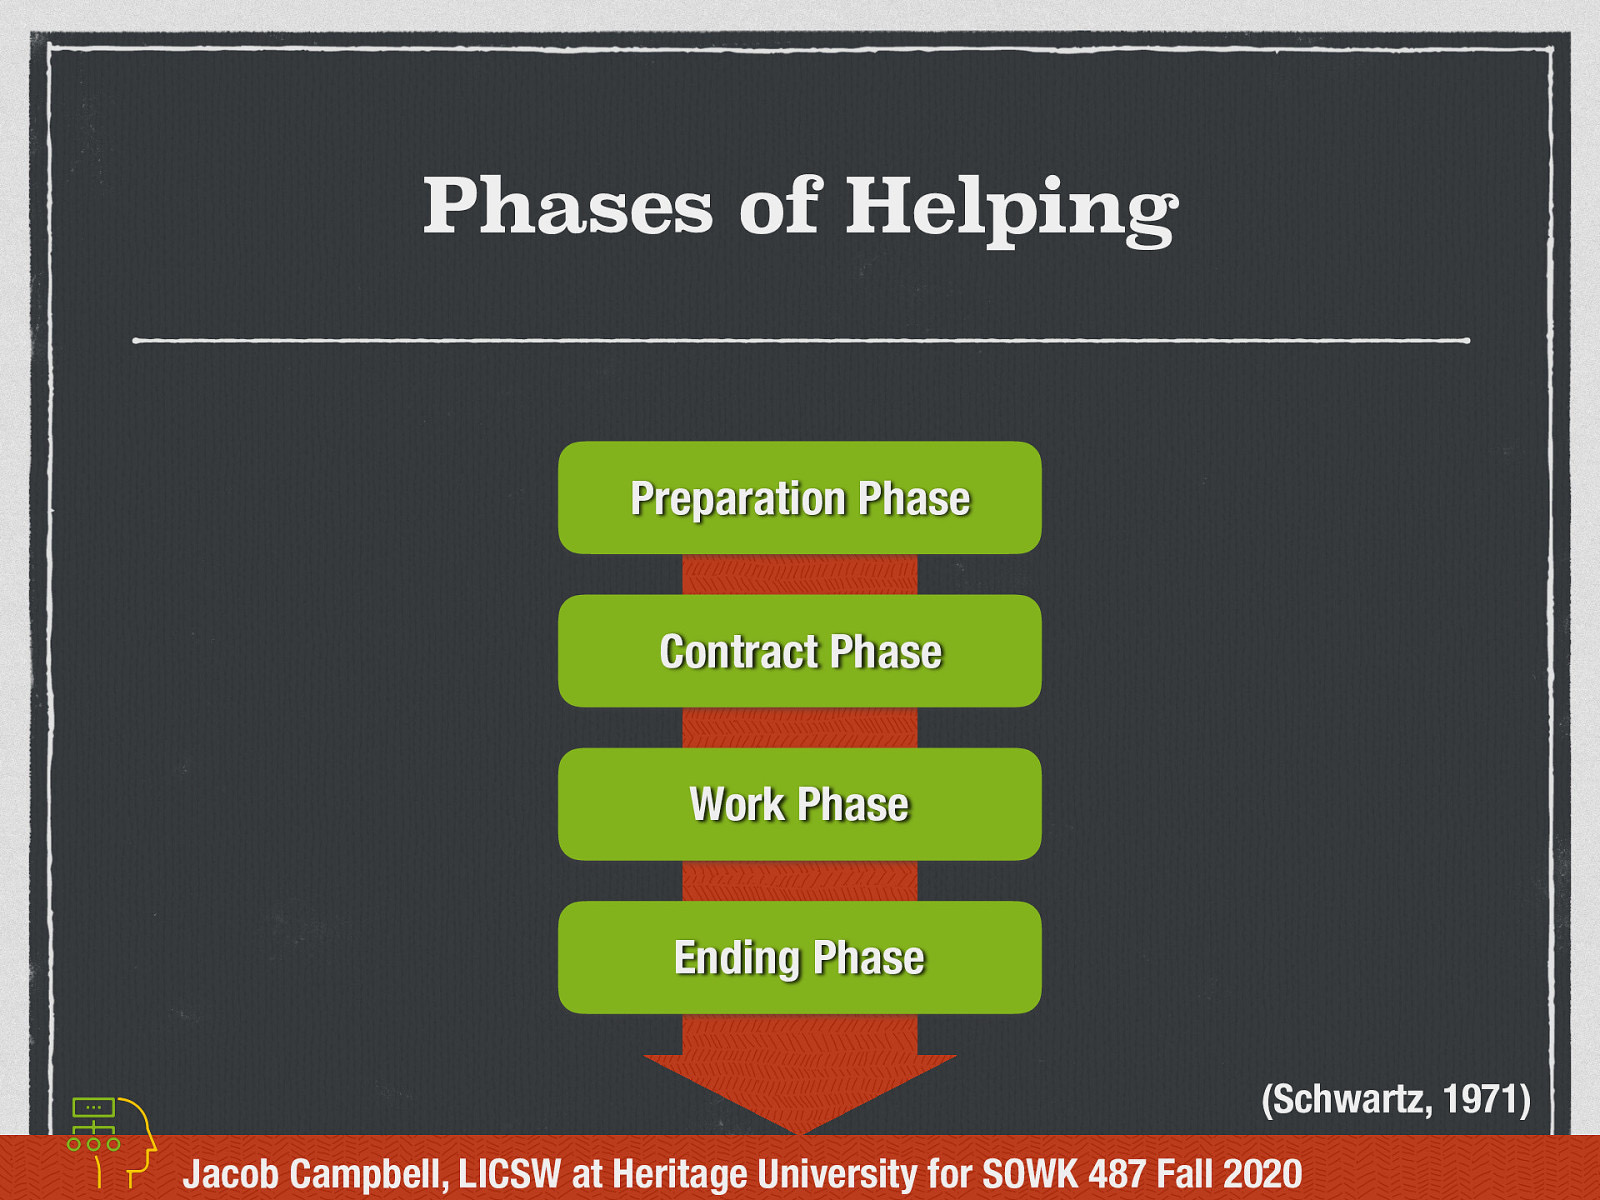 Phases of Helping
Preparation Phase
Contract Phase
Work Phase
Ending Phase
(Schwartz, 1971)
Jacob Campbell, LICSW at Heritage University for SOWK 487 Fall 2020